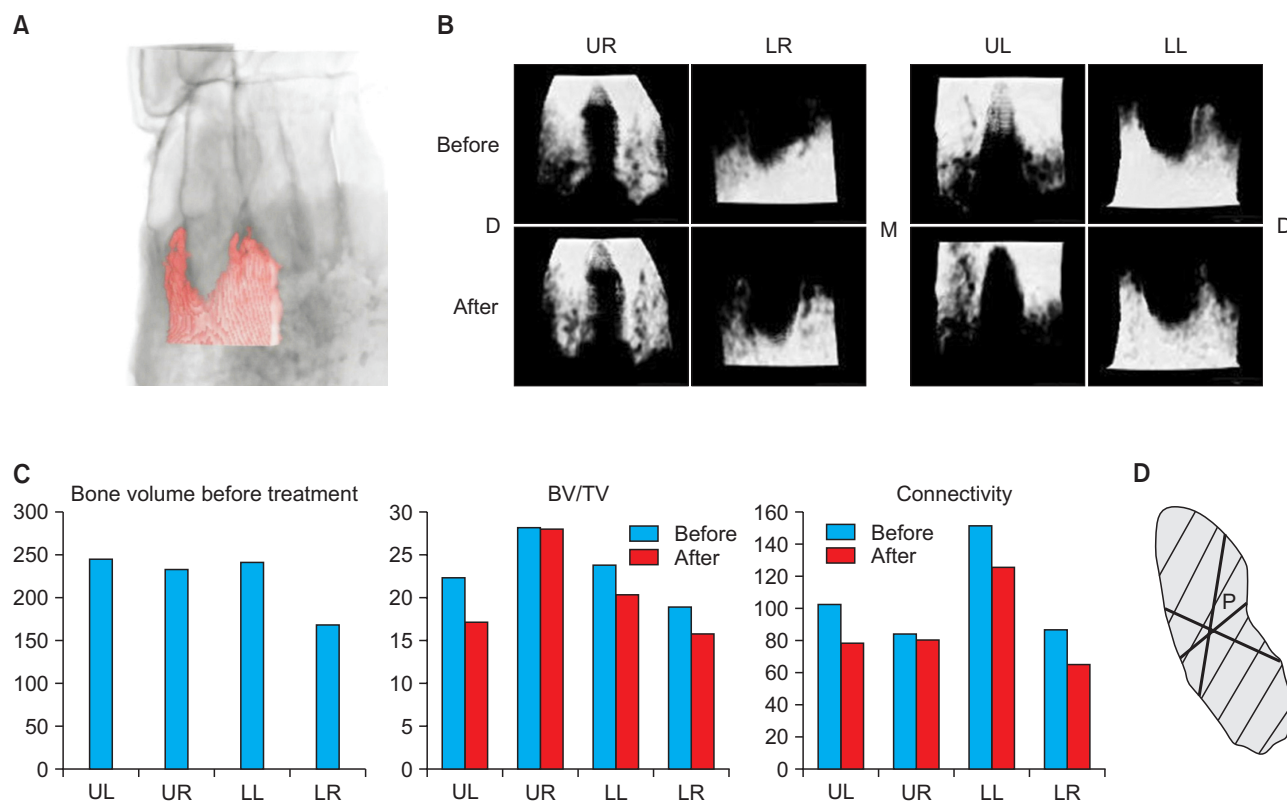 A
B
UR
LR
UL
LL
Before
D
M
D
After
C
Bone volume before treatment
300
250
200
150
100
50
0
UL
UR
LL
LR
BV/TV
30
25
20
15
10
5
0
Before
After
UL
UR
LL
LR
Connectivity
160
140
120
100
80
60
40
20
0
Before
After
UL
UR
LL
LR
D
P